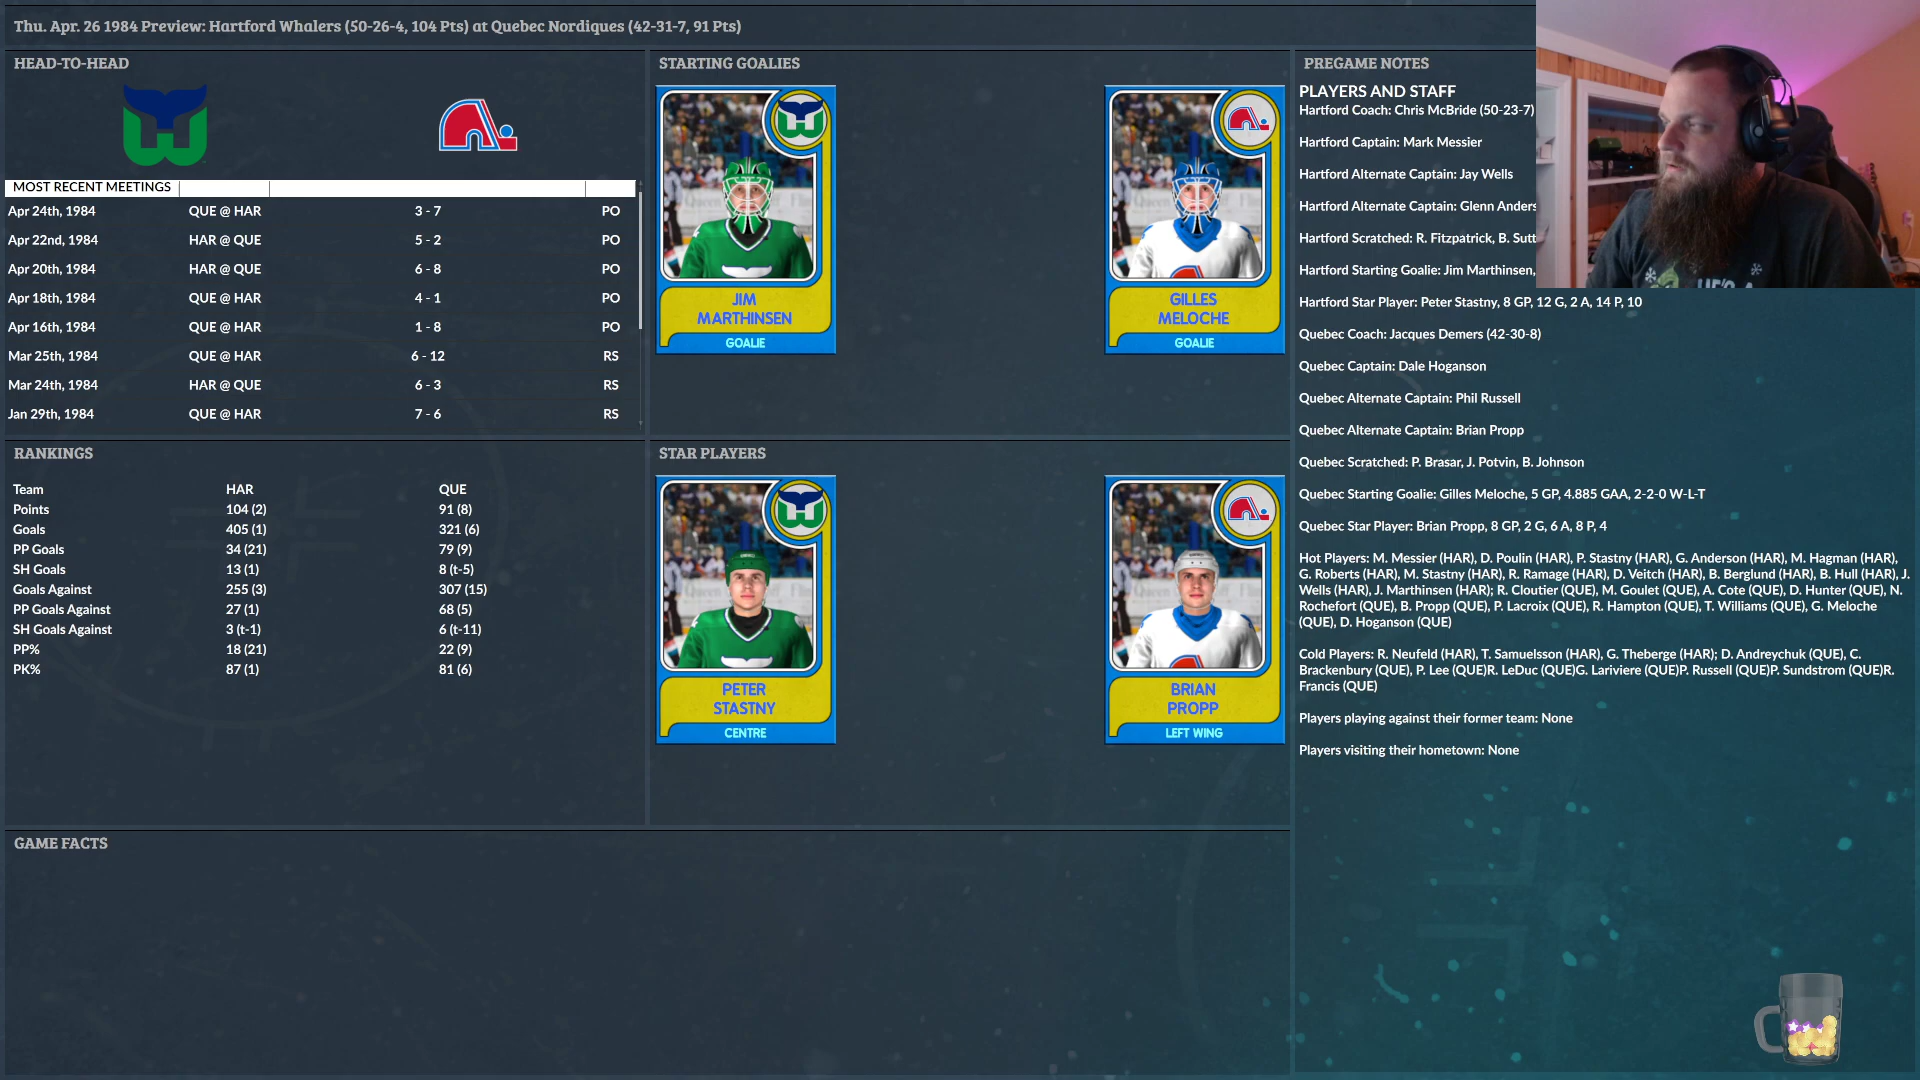 Thu. Apr. 26 1984 Preview: Hartford Whalers (50-26-4, 104 Pts) at Quebec Nordiques (42-31-7, 91 Pts)
HEAD-TO-HEAD
MOST RECENT MEETINGS
Apr 24th, 1984 QUE @ HAR 3 - 7 PO
Apr 22nd, 1984 HAR @ QUE 5 - 2 PO
Apr 20th, 1984 HAR @ QUE 6 - 8 PO
Apr 18th, 1984 QUE @ HAR 4 - 1 PO
Apr 16th, 1984 QUE @ HAR 1 - 8 PO
Mar 25th, 1984 QUE @ HAR 6 - 12 RS
Mar 24th, 1984 HAR @ QUE 6 - 3 RS
Jan 29th, 1984 QUE @ HAR 7 - 6 RS
RANKINGS
Team HAR QUE
Points 104 (2) 91 (8)
Goals 405 (1) 321 (6)
PP Goals 34 (21) 79 (9)
SH Goals 13 (1) 8 (t-5)
Goals Against 255 (3) 307 (15)
PP Goals Against 27 (1) 68 (5)
SH Goals Against 3 (t-1) 6 (t-11)
PP% 18 (21) 22 (9)
PK% 87 (1) 81 (6)
STARTING GOALIES
JIM
MARTHINSEN
GOALIE
GILLES
MELOCHE
GOALIE
STAR PLAYERS
PETER
STASTNY
CENTRE
BRIAN
PROPP
LEFT WING
GAME FACTS
PREGAME NOTES
PLAYERS AND STAFF
Hartford Coach: Chris McBride (50-23-7)
Hartford Captain: Mark Messier
Hartford Alternate Captain: Jay Wells
Hartford Alternate Captain: Glenn Anders
Hartford Scratched: R. Fitzpatrick, B. Sutt
Hartford Starting Goalie: Jim Marthinsen,
Hartford Star Player: Peter Stastny, 8 GP, 12 G, 2 A, 14 P, 10
Quebec Coach: Jacques Demers (42-30-8)
Quebec Captain: Dale Hoganson
Quebec Alternate Captain: Phil Russell
Quebec Alternate Captain: Brian Propp
Quebec Scratched: P. Brasar, J. Potvin, B. Johnson
Quebec Starting Goalie: Gilles Meloche, 5 GP, 4.885 GAA, 2-2-0 W-L-T
Quebec Star Player: Brian Propp, 8 GP, 2 G, 6 A, 8 P, 4
Hot Players: M. Messier (HAR), D. Poulin (HAR), P. Stastny (HAR), G. Anderson (HAR), M. Hagman (HAR),
G. Roberts (HAR), M. Stastny (HAR), R. Ramage (HAR), D. Veitch (HAR), B. Berglund (HAR), B. Hull (HAR), J.
Wells (HAR), J. Marthinsen (HAR); R. Cloutier (QUE), M. Goulet (QUE), A. Cote (QUE), D. Hunter (QUE), N.
Rochefort (QUE), B. Propp (QUE), P. Lacroix (QUE), R. Hampton (QUE), T. Williams (QUE), G. Meloche
(QUE), D. Hoganson (QUE)
Cold Players: R. Neufeld (HAR), T. Samuelsson (HAR), G. Theberge (HAR); D. Andreychuk (QUE), C.
Brackenbury (QUE), P. Lee (QUE)R. LeDuc (QUE)G. Lariviere (QUE)P. Russell (QUE)P. Sundstrom (QUE)R.
Francis (QUE)
Players playing against their former team: None
Players visiting their hometown: None